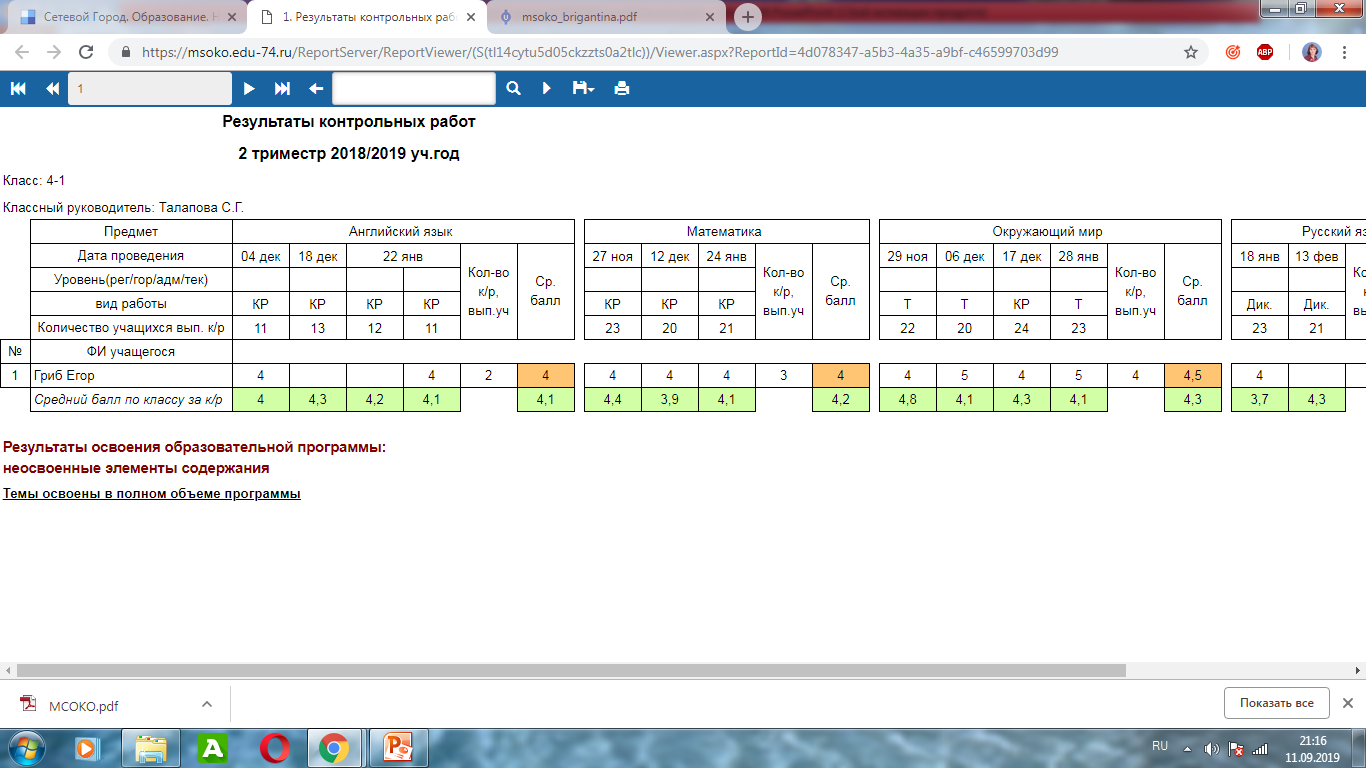 Сетевой Город. Образование. Н
1. Результаты контрольных раб
msoko_brigantina.pdf
https://msoko.edu-74.ru/ReportServer/ReportViewer/(S(tl14cytu5d05ckzzts0a2tlc))/Viewer.aspx?ReportId=4d078347-a5b3-4a35-a9bf-c46599703d99
ABP
1
Результаты контрольных работ
2 триместр 2018/2019 уч.год
Класс: 4-1
Классный руководитель: Талапова С.Г.
Предмет Английский язык Математика Окружающий мир Русский яз
Дата проведения 04 дек 18 дек 22 янв Кол-во к/р, вып.уч Ср. балл 27 ноя 12 дек 24 янв Кол-во к/р, вып.уч Ср. балл 29 ноя 06 дек 17 дек 28 янв Кол-во к/р, вып.уч Ср. балл 18 янв 13 фев
Уровень(рег/гор/адм/тек)
вид работы КР КР КР КР КР КР КР Т Т КР Т Дик. Дик.
Количество учащихся вып. к/р 11 13 12 11 23 20 21 22 20 24 23 23 21
№ ФИ учащегося
1 Гриб Егор 4 4 2 4 4 4 4 3 4 4 5 4 5 4 4,5 4
Средний балл по классу за к/р 4 4,3 4,2 4,1 4,1 4,4 3,9 4,1 4,2 4,8 4,1 4,3 4,1 4,3 3,7 4,3
Результаты освоения образовательной программы:
неосвоенные элементы содержания
Темы освоены в полном объеме программы
МСОКО.pdf
Показать все
RU
21:16
11.09.2019